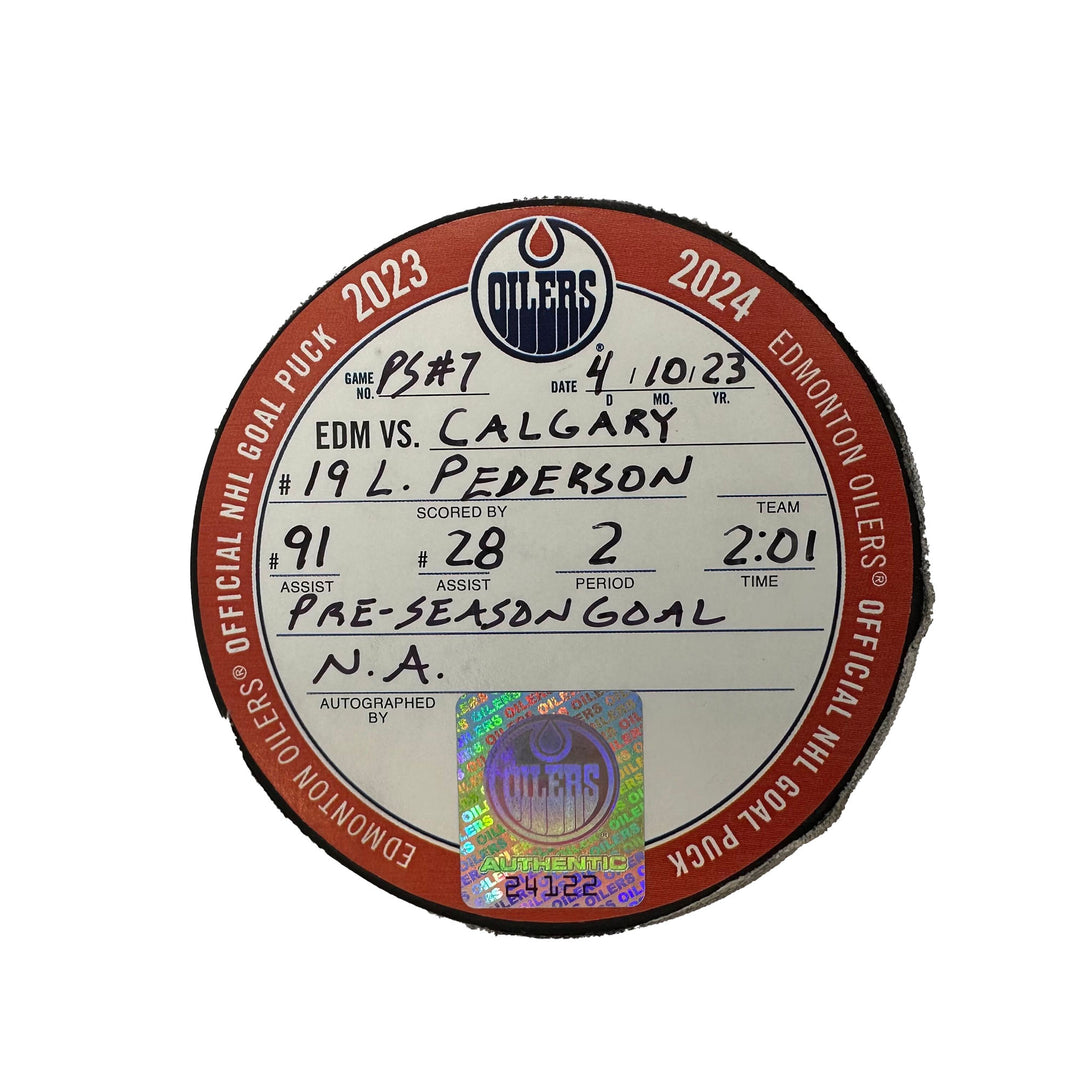 2023
2024
OILERS
EDMONTON OILERS® OFFICIAL NHL GOAL PUCK
EDMONTON OILERS® OFFICIAL NHL GOAL PUCK
GAME NO. PS#7 DATE 4 / 10 / 23
D MO. YR.
EDM VS. CALGARY
# 19 L. PEDERSON
SCORED BY TEAM
# 91 # 28 2 2:01
ASSIST ASSIST PERIOD TIME
PRE-SEASON GOAL
N.A.
AUTOGRAPHED BY
OILERS
AUTHENTIC
24122